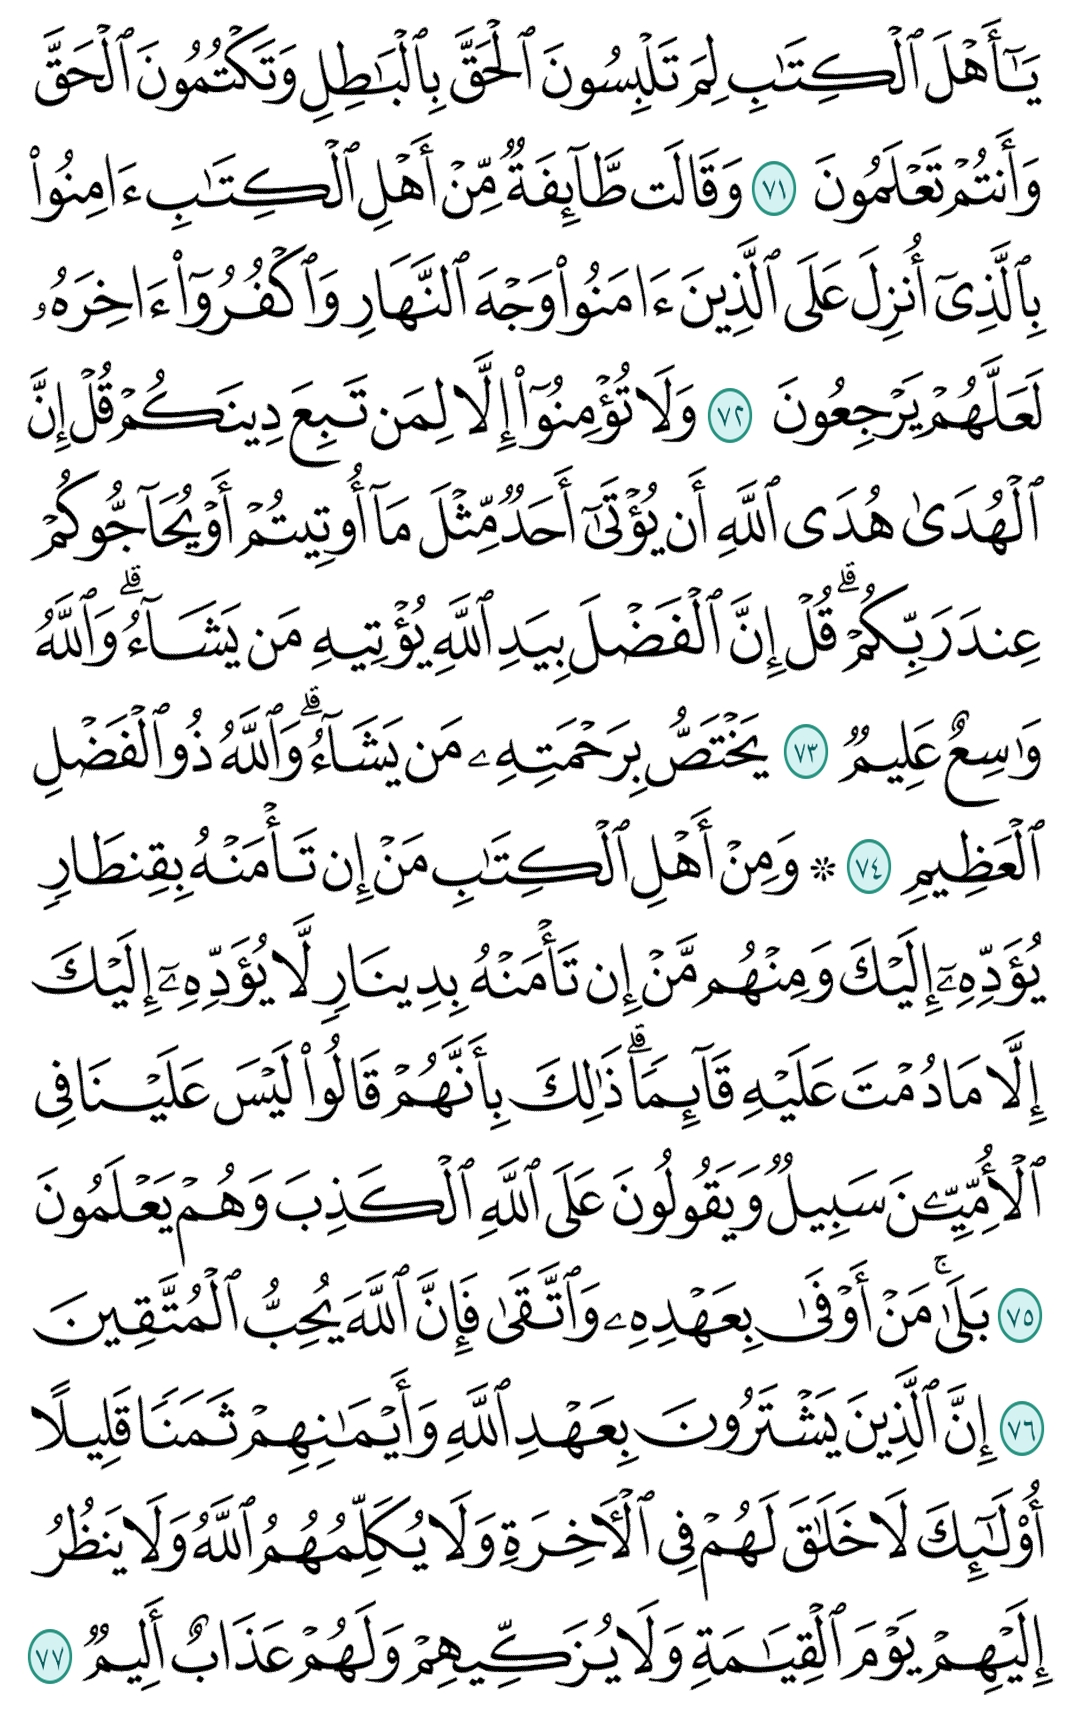 يَٰٓأَهۡلَ ٱلۡكِتَٰبِ لِمَ تَلۡبِسُونَ ٱلۡحَقَّ بِٱلۡبَٰطِلِ وَتَكۡتُمُونَ ٱلۡحَقَّ
وَأَنتُمۡ تَعۡلَمُونَ ٧١ وَقَالَت طَّآئِفَةٞ مِّنۡ أَهۡلِ ٱلۡكِتَٰبِ ءَامِنُواْ
بِٱلَّذِيٓ أُنزِلَ عَلَى ٱلَّذِينَ ءَامَنُواْ وَجۡهَ ٱلنَّهَارِ وَٱكۡفُرُوٓاْ ءَاخِرَهُۥ
لَعَلَّهُمۡ يَرۡجِعُونَ ٧٢ وَلَا تُؤۡمِنُوٓاْ إِلَّا لِمَن تَبِعَ دِينَكُمۡ قُلۡ إِنَّ
ٱلۡهُدَىٰ هُدَى ٱللَّهِ أَن يُؤۡتَىٰٓ أَحَدٞ مِّثۡلَ مَآ أُوتِيتُمۡ أَوۡ يُحَآجُّوكُمۡ
عِندَ رَبِّكُمۡۗ قُلۡ إِنَّ ٱلۡفَضۡلَ بِيَدِ ٱللَّهِ يُؤۡتِيهِ مَن يَشَآءُۗ وَٱللَّهُ
وَٰسِعٌ عَلِيمٞ ٧٣ يَخۡتَصُّ بِرَحۡمَتِهِۦ مَن يَشَآءُۗ وَٱللَّهُ ذُو ٱلۡفَضۡلِ
ٱلۡعَظِيمِ ٧٤ ۞ وَمِنۡ أَهۡلِ ٱلۡكِتَٰبِ مَنۡ إِن تَأۡمَنۡهُ بِقِنطَارٖ
يُؤَدِّهِۦٓ إِلَيۡكَ وَمِنۡهُم مَّنۡ إِن تَأۡمَنۡهُ بِدِينَارٖ لَّا يُؤَدِّهِۦٓ إِلَيۡكَ
إِلَّا مَا دُمۡتَ عَلَيۡهِ قَآئِمٗاۗ ذَٰلِكَ بِأَنَّهُمۡ قَالُواْ لَيۡسَ عَلَيۡنَا فِي
ٱلۡأُمِّيِّـۧنَ سَبِيلٞ وَيَقُولُونَ عَلَى ٱللَّهِ ٱلۡكَذِبَ وَهُمۡ يَعۡلَمُونَ
٧٥ بَلَىٰۚ مَنۡ أَوۡفَىٰ بِعَهۡدِهِۦ وَٱتَّقَىٰ فَإِنَّ ٱللَّهَ يُحِبُّ ٱلۡمُتَّقِينَ
٧٦ إِنَّ ٱلَّذِينَ يَشۡتَرُونَ بِعَهۡدِ ٱللَّهِ وَأَيۡمَٰنِهِمۡ ثَمَنٗا قَلِيلًا
أُوْلَٰٓئِكَ لَا خَلَٰقَ لَهُمۡ فِي ٱلۡأٓخِرَةِ وَلَا يُكَلِّمُهُمُ ٱللَّهُ وَلَا يَنظُرُ
إِلَيۡهِمۡ يَوۡمَ ٱلۡقِيَٰمَةِ وَلَا يُزَكِّيهِمۡ وَلَهُمۡ عَذَابٌ أَلِيمٞ ٧٧